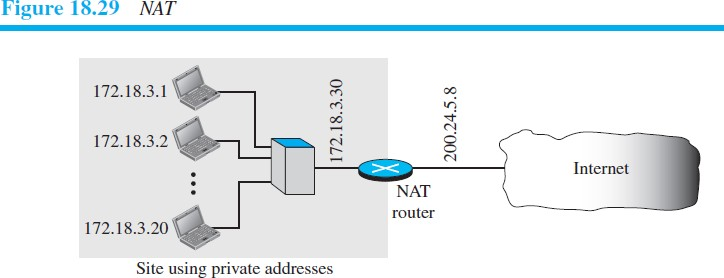 Figure 18.29 NAT
172.18.3.1
172.18.3.2
172.18.3.20
172.18.3.30
200.24.5.8
NAT
router
Internet
Site using private addresses